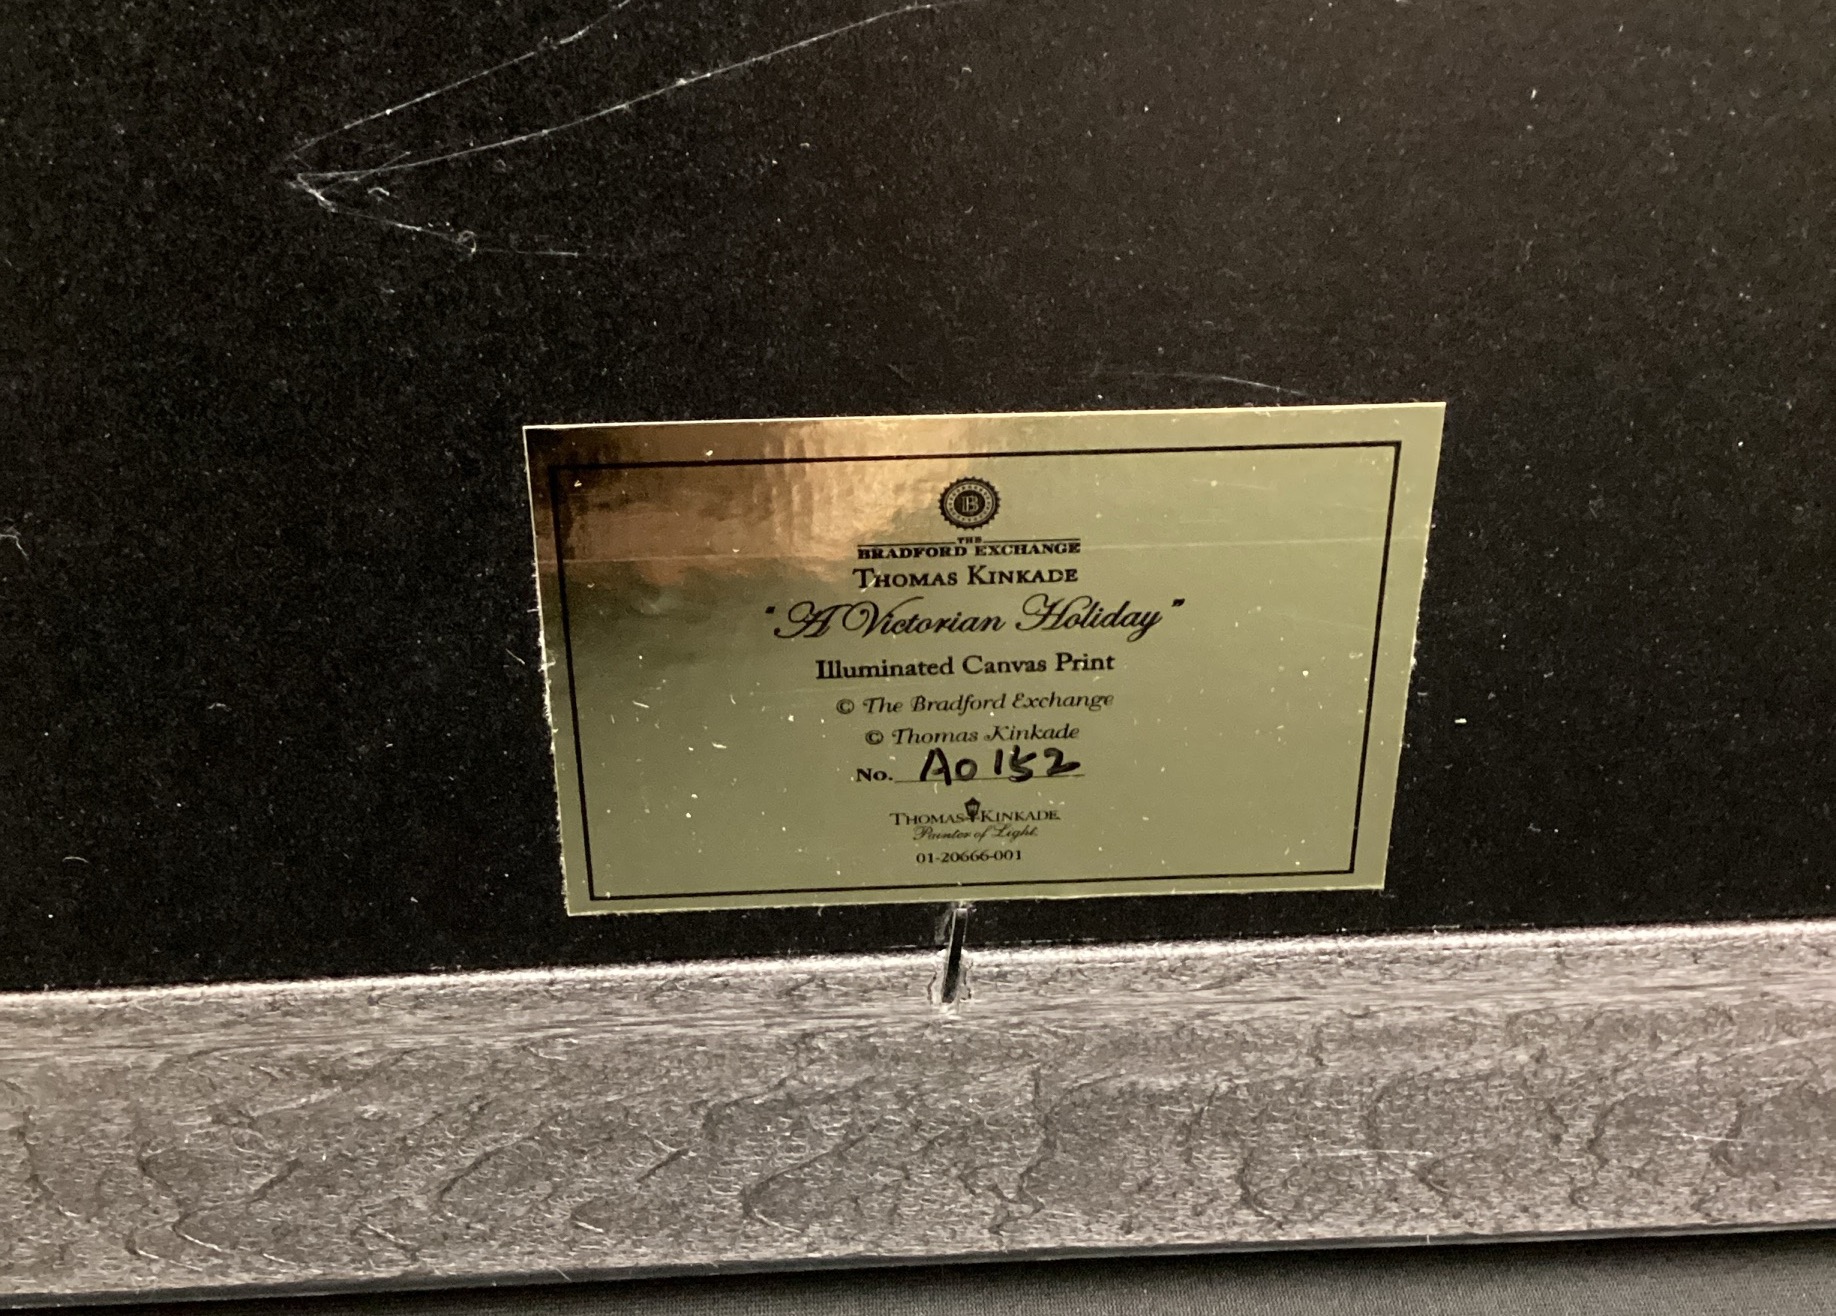 B
THE
BRADFORD EXCHANGE
THOMAS KINKADE
"A Victorian Holiday"
Illuminated Canvas Print
© The Bradford Exchange
© Thomas Kinkade
No. A0152
THOMAS KINKADE
Painter of Light
01-20666-001